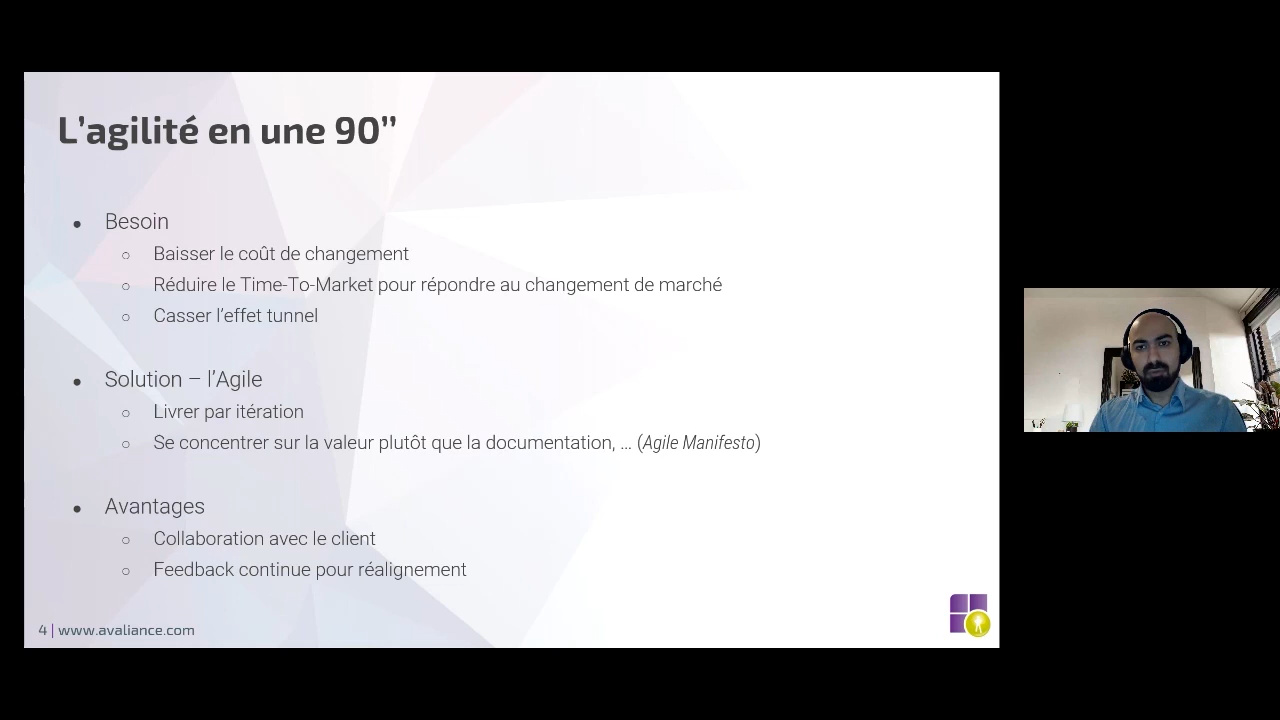 L’agilité en une 90’’
● Besoin
○ Baisser le coût de changement
○ Réduire le Time-To-Market pour répondre au changement de marché
○ Casser l’effet tunnel
● Solution – l’Agile
○ Livrer par itération
○ Se concentrer sur la valeur plutôt que la documentation, ... (Agile Manifesto)
● Avantages
○ Collaboration avec le client
○ Feedback continue pour réalignement
4 | www.avaliance.com